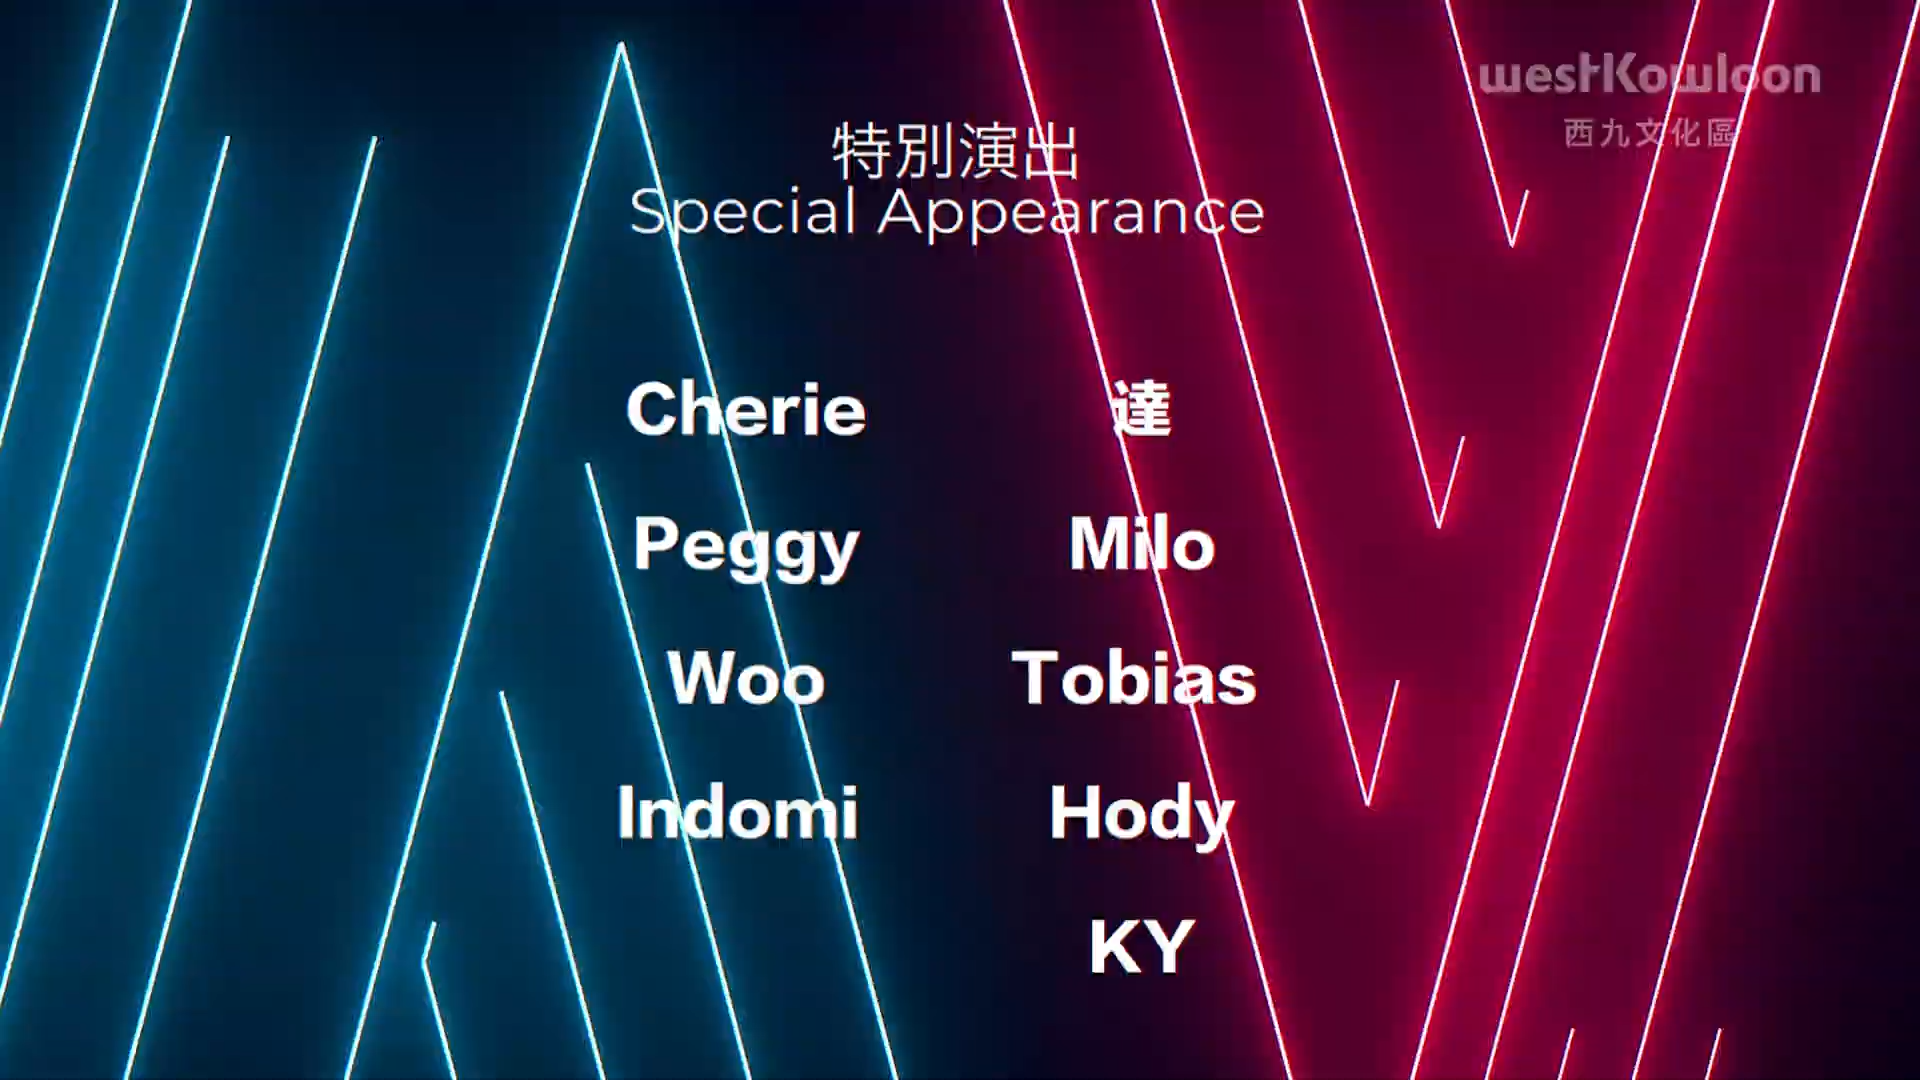 westKowloon
西九文化區
特別演出
Special Appearance
Cherie
達
Peggy
Milo
Woo
Tobias
Indomi
Hody
KY